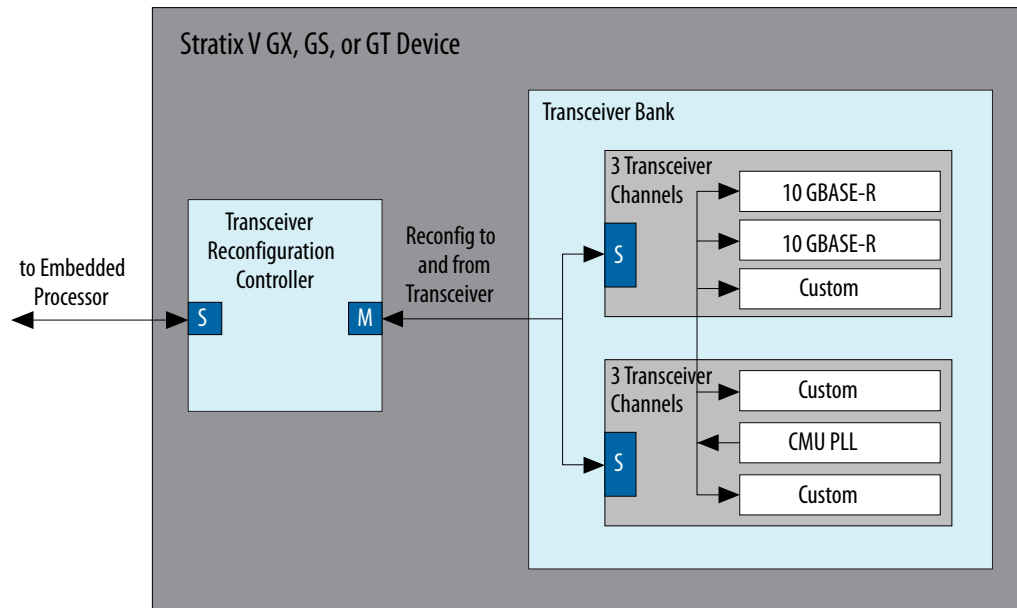 Stratix V GX, GS, or GT Device
Transceiver Bank
3 Transceiver
Channels
10 GBASE-R
10 GBASE-R
Custom
S
Transceiver
Reconfiguration
Controller
Reconfig to
and from
Transceiver
to Embedded
Processor
S
M
3 Transceiver
Channels
Custom
CMU PLL
Custom
S